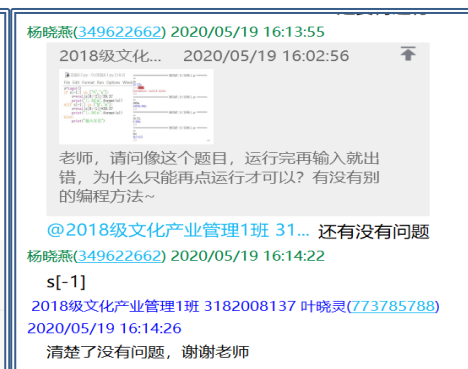 杨晓燕(349622662) 2020/05/19 16:13:55
2018级文化... 2020/05/19 16:02:56
老师，请问像这个题目，运行完再输入就出
错，为什么只能再点运行才可以？有没有别
的编程方法~
@2018级文化产业管理1班 31... 还有没有问题
杨晓燕(349622662) 2020/05/19 16:14:22
s[-1]
2018级文化产业管理1班 3182008137 叶晓灵(773785788)
2020/05/19 16:14:26
清楚了没有问题，谢谢老师